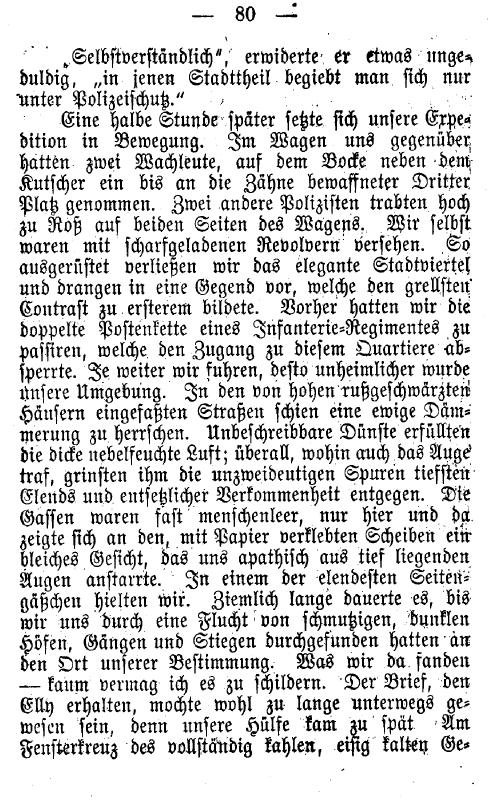 — 80 —
„Selbstverständlich“, erwiderte er etwas unge-
duldig, „in jenen Stadttheil begiebt man sich nur
unter Polizeischutz.“
Eine halbe Stunde später setzte sich unsere Expe-
dition in Bewegung. Im Wagen uns gegenüber
hatten zwei Wachleute, auf dem Bocke neben dem
Kutscher ein bis an die Zähne bewaffneter Dritter
Platz genommen. Zwei andere Polizisten trabten hoch
zu Roß auf beiden Seiten des Wagens. Wir selbst
waren mit scharfgeladenen Revolvern versehen. So
ausgerüstet verließen wir das elegante Stadtviertel
und drangen in eine Gegend vor, welche den grellsten
Contrast zu ersterem bildete. Vorher hatten wir die
doppelte Postenkette eines Infanterie-Regimentes zu
passiren, welche den Zugang zu diesem Quartiere ab-
sperrte. Je weiter wir fuhren, desto unheimlicher wurde
unsere Umgebung. In den von hohen rußgeschwärzten
Häusern eingefaßten Straßen schien eine ewige Däm-
merung zu herrschen. Unbeschreibbare Dünste erfüllten
die dicke nebelfeuchte Luft; überall, wohin auch das Auge
traf, grinsten ihm die unzweideutigen Spuren tiefsten
Elends und entsetzlicher Verkommenheit entgegen. Die
Gassen waren fast menschenleer, nur hier und da
zeigte sich an den, mit Papier verklebten Scheiben ein
bleiches Gesicht, das uns apathisch aus tief liegenden
Augen anstarrte. In einem der elendesten Seiten-
gäßchen hielten wir. Ziemlich lange dauerte es, bis
wir uns durch eine Flucht von schmutzigen, dunklen
Höfen, Gängen und Stiegen durchgefunden hatten an
den Ort unserer Bestimmung. Was wir da fanden
— kaum vermag ich es zu schildern. Der Brief, den
Elly erhalten, mochte wohl zu lange unterwegs ge-
wesen sein, denn unsere Hülfe kam zu spät Am
Fensterkreuz des vollständig kahlen, eisig kalten Ge-